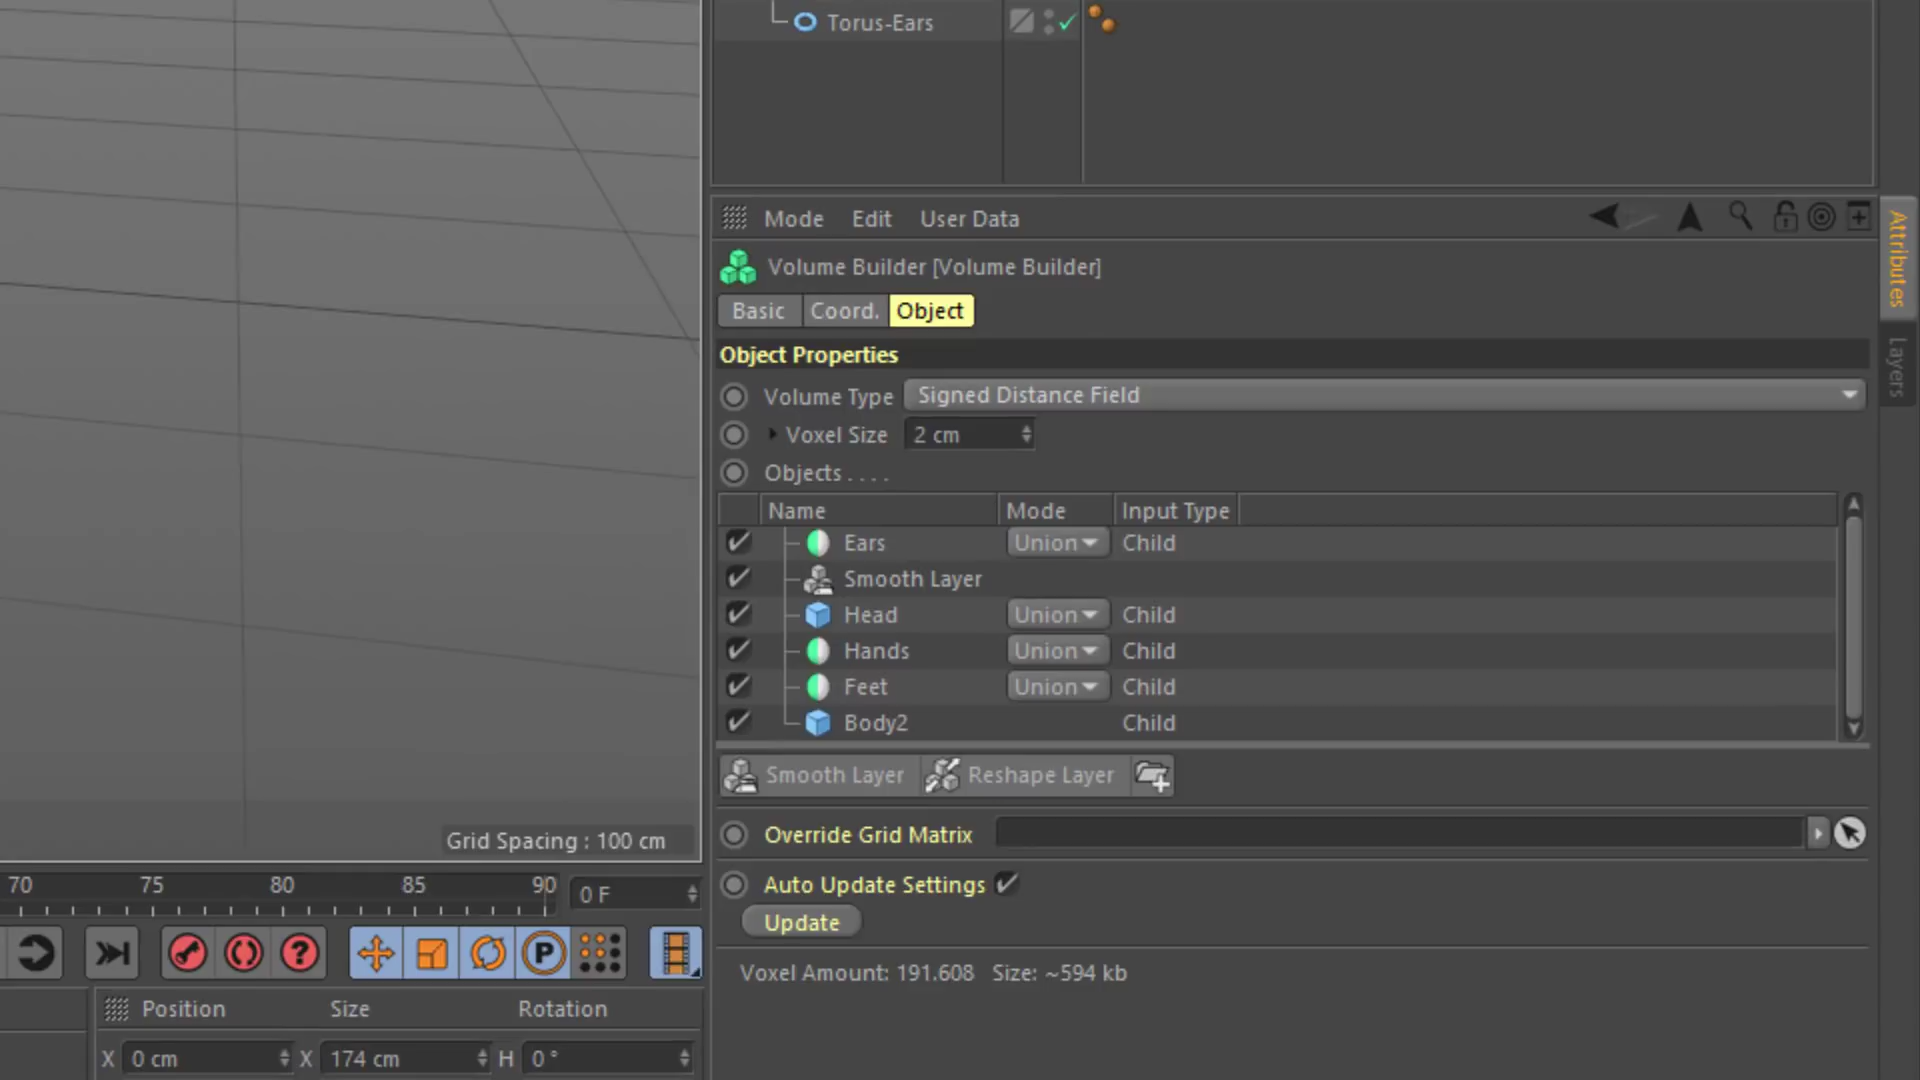 Torus-Ears
Mode Edit User Data
Volume Builder [Volume Builder]
Basic Coord. Object
Object Properties
Volume Type Signed Distance Field
Voxel Size 2 cm
Objects . . . .
Name Mode Input Type
Ears Union Child
Smooth Layer
Head Union Child
Hands Union Child
Feet Union Child
Body2 Child
Smooth Layer Reshape Layer
Override Grid Matrix
Auto Update Settings
Update
Voxel Amount: 191.608 Size: ~594 kb
Attributes
Layers
Grid Spacing : 100 cm
70 75 80 85 90 0 F
P
Position Size Rotation
X 0 cm X 174 cm H 0 °